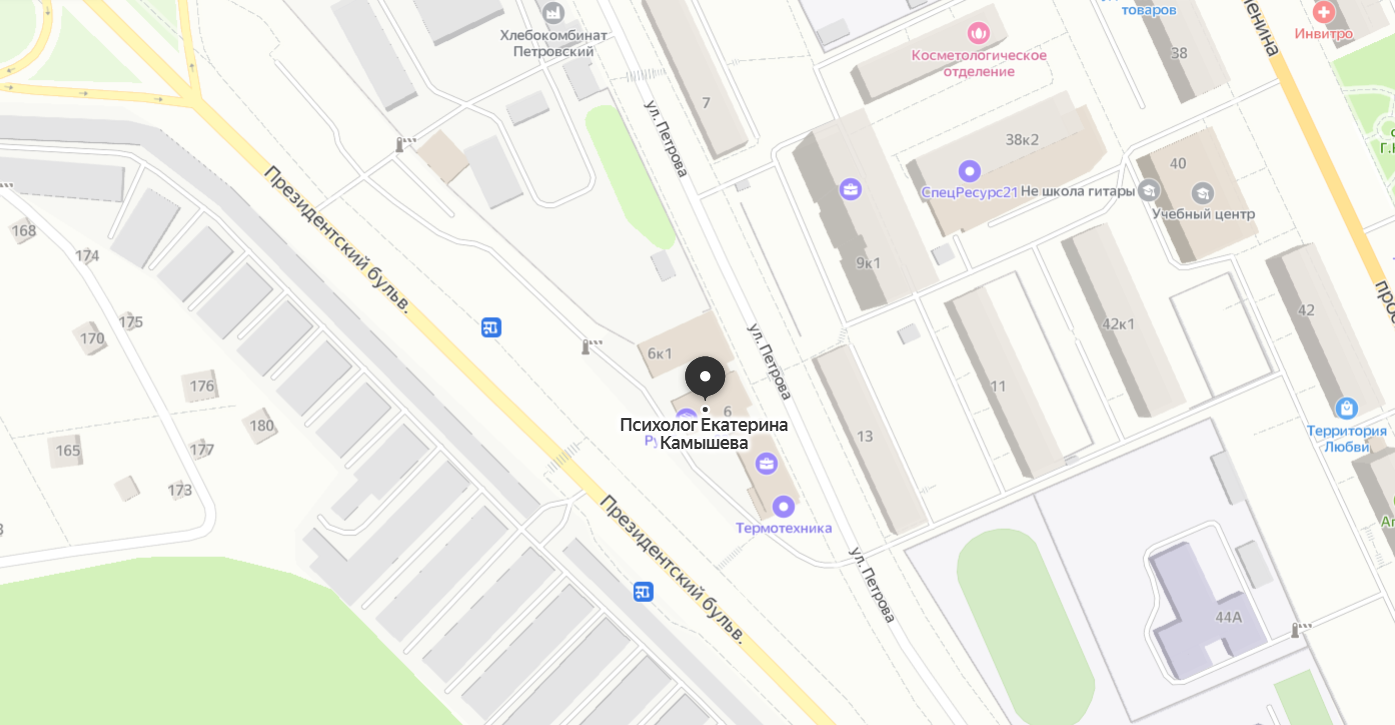 товаров
ленина
Инвитро
Хлебокомбинат
Петровский
Косметологическое
отделение
38
7
ул. Петрова
38к2
40
СпецРесурс21
Не школа гитары
Учебный центр
Президентский бульв.
168
174
9к1
175
170
ул. Петрова
42к1
42
6к1
176
11
6
180
Психолог Екатерина
Камышева
13
Территория
Любви
165
177
173
Термотехника
Президентский бульв.
ул. Петрова
44А